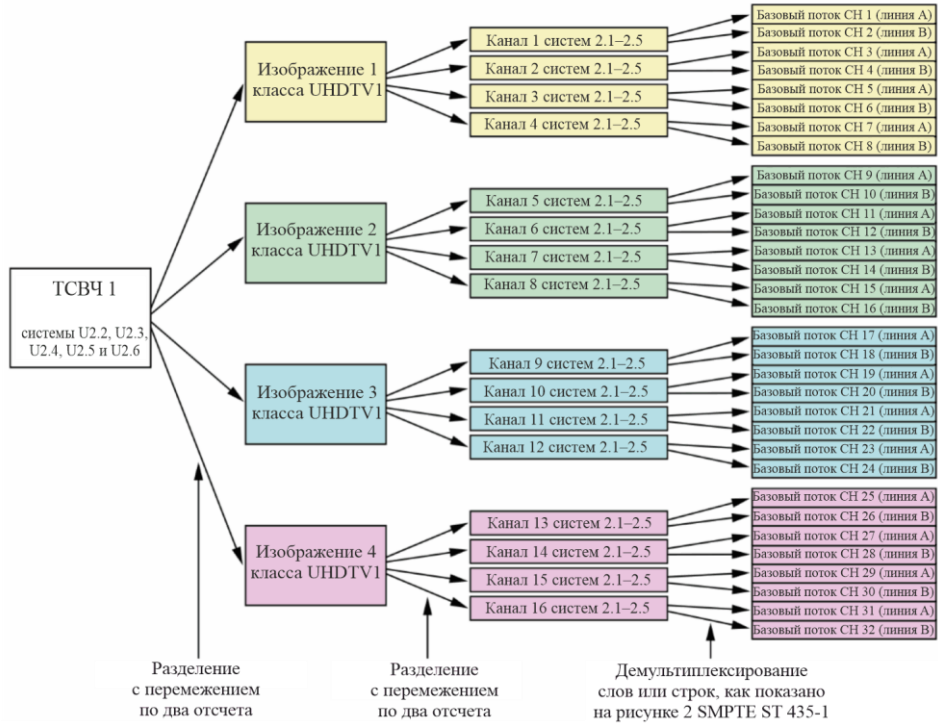 ТСВЧ 1
системы U2.2, U2.3,
U2.4, U2.5 и U2.6
Изображение 1
класса UHDTV1
Канал 1 систем 2.1–2.5
Канал 2 систем 2.1–2.5
Канал 3 систем 2.1–2.5
Канал 4 систем 2.1–2.5
Базовый поток CH 1 (линия A)
Базовый поток CH 2 (линия B)
Базовый поток CH 3 (линия A)
Базовый поток CH 4 (линия B)
Базовый поток CH 5 (линия A)
Базовый поток CH 6 (линия B)
Базовый поток CH 7 (линия A)
Базовый поток CH 8 (линия B)
Изображение 2
класса UHDTV1
Канал 5 систем 2.1–2.5
Канал 6 систем 2.1–2.5
Канал 7 систем 2.1–2.5
Канал 8 систем 2.1–2.5
Базовый поток CH 9 (линия A)
Базовый поток CH 10 (линия B)
Базовый поток CH 11 (линия A)
Базовый поток CH 12 (линия B)
Базовый поток CH 13 (линия A)
Базовый поток CH 14 (линия B)
Базовый поток CH 15 (линия A)
Базовый поток CH 16 (линия B)
Изображение 3
класса UHDTV1
Канал 9 систем 2.1–2.5
Канал 10 систем 2.1–2.5
Канал 11 систем 2.1–2.5
Канал 12 систем 2.1–2.5
Базовый поток CH 17 (линия A)
Базовый поток CH 18 (линия B)
Базовый поток CH 19 (линия A)
Базовый поток CH 20 (линия B)
Базовый поток CH 21 (линия A)
Базовый поток CH 22 (линия B)
Базовый поток CH 23 (линия A)
Базовый поток CH 24 (линия B)
Изображение 4
класса UHDTV1
Канал 13 систем 2.1–2.5
Канал 14 систем 2.1–2.5
Канал 15 систем 2.1–2.5
Канал 16 систем 2.1–2.5
Базовый поток CH 25 (линия A)
Базовый поток CH 26 (линия B)
Базовый поток CH 27 (линия A)
Базовый поток CH 28 (линия B)
Базовый поток CH 29 (линия A)
Базовый поток CH 30 (линия B)
Базовый поток CH 31 (линия A)
Базовый поток CH 32 (линия B)
Разделение
с перемежением
по два отсчета
Разделение
с перемежением
по два отсчета
Демультиплексирование
слов или строк, как показано
на рисунке 2 SMPTE ST 435-1